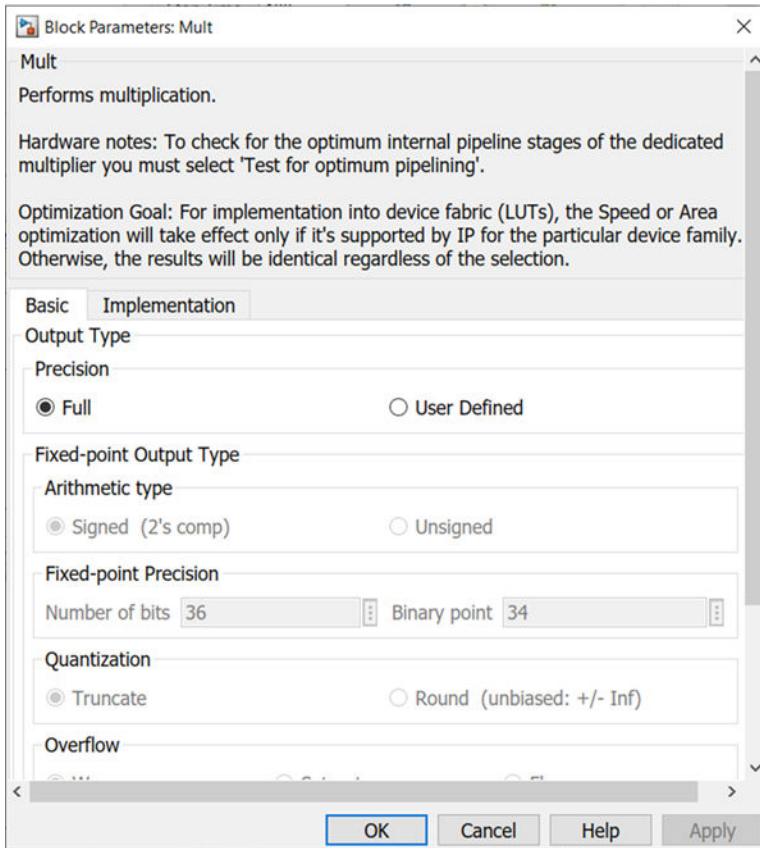 Block Parameters: Mult
Mult
Performs multiplication.
Hardware notes: To check for the optimum internal pipeline stages of the dedicated
multiplier you must select 'Test for optimum pipelining'.
Optimization Goal: For implementation into device fabric (LUTs), the Speed or Area
optimization will take effect only if it's supported by IP for the particular device family.
Otherwise, the results will be identical regardless of the selection.
Basic Implementation
Output Type
Precision
Full User Defined
Fixed-point Output Type
Arithmetic type
Signed (2's comp) Unsigned
Fixed-point Precision
Number of bits 36 Binary point 34
Quantization
Truncate Round (unbiased: +/- Inf)
Overflow
OK Cancel Help Apply